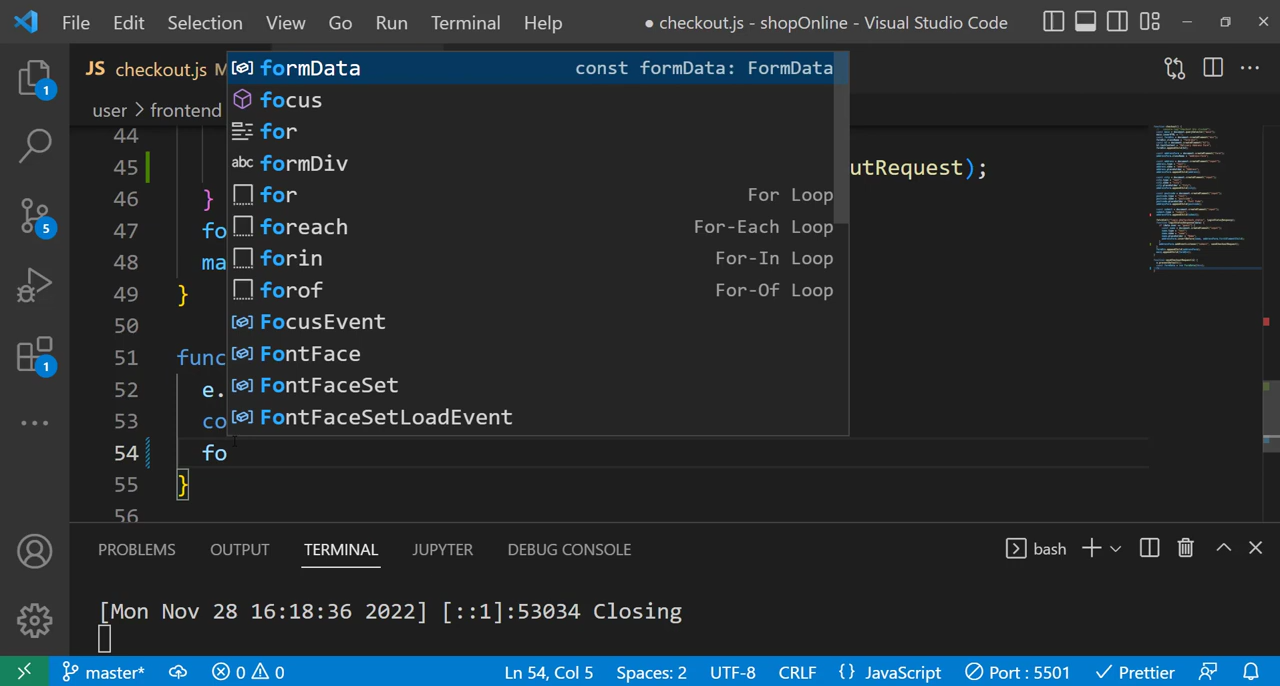 File Edit Selection View Go Run Terminal Help ● checkout.js - shopOnline - Visual Studio Code
JS checkout.js M
user > frontend
formData const formData: FormData
focus
for
abc formDiv
for For Loop
foreach For-Each Loop
forin For-In Loop
forof For-Of Loop
FocusEvent
FontFace
FontFaceSet
FontFaceSetLoadEvent
44
45 utRequest);
46 }
47 fo
48 ma
49 }
50
51 func
52 e.
53 co
54 fo
55 }
56
1
5
1
PROBLEMS OUTPUT TERMINAL JUPYTER DEBUG CONSOLE bash
[Mon Nov 28 16:18:36 2022] [::1]:53034 Closing
master* 0 0 Ln 54, Col 5 Spaces: 2 UTF-8 CRLF {} JavaScript Port : 5501 Prettier